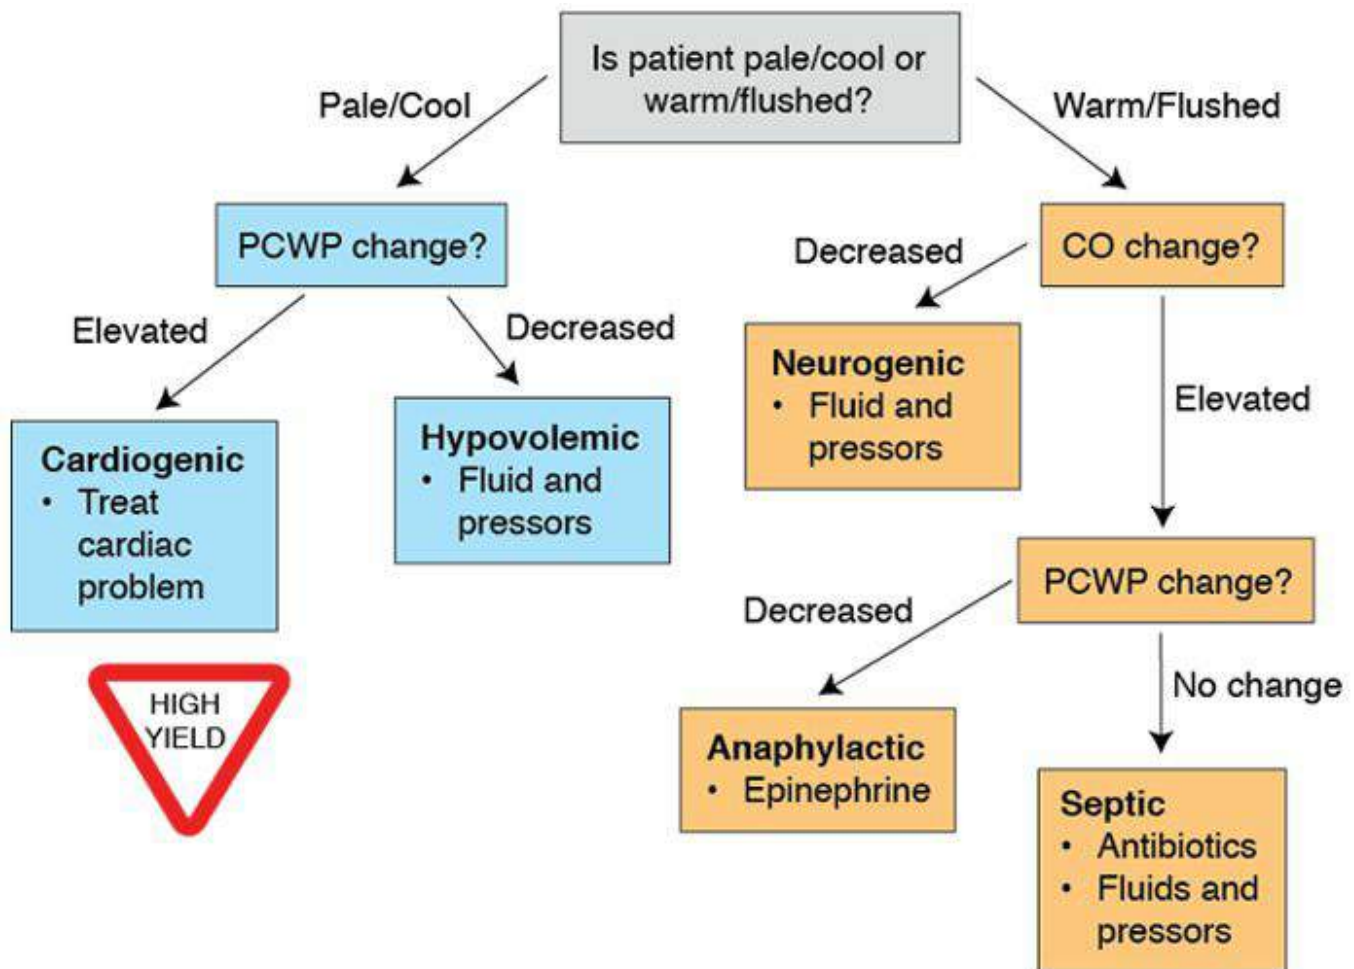 Is patient pale/cool or
warm/flushed?
Pale/Cool
Warm/Flushed
PCWP change?
CO change?
Elevated
Decreased
Decreased
Elevated
Cardiogenic
• Treat
cardiac
problem
Hypovolemic
• Fluid and
pressors
Neurogenic
• Fluid and
pressors
PCWP change?
Decreased
No change
HIGH
YIELD
Anaphylactic
• Epinephrine
Septic
• Antibiotics
• Fluids and
pressors